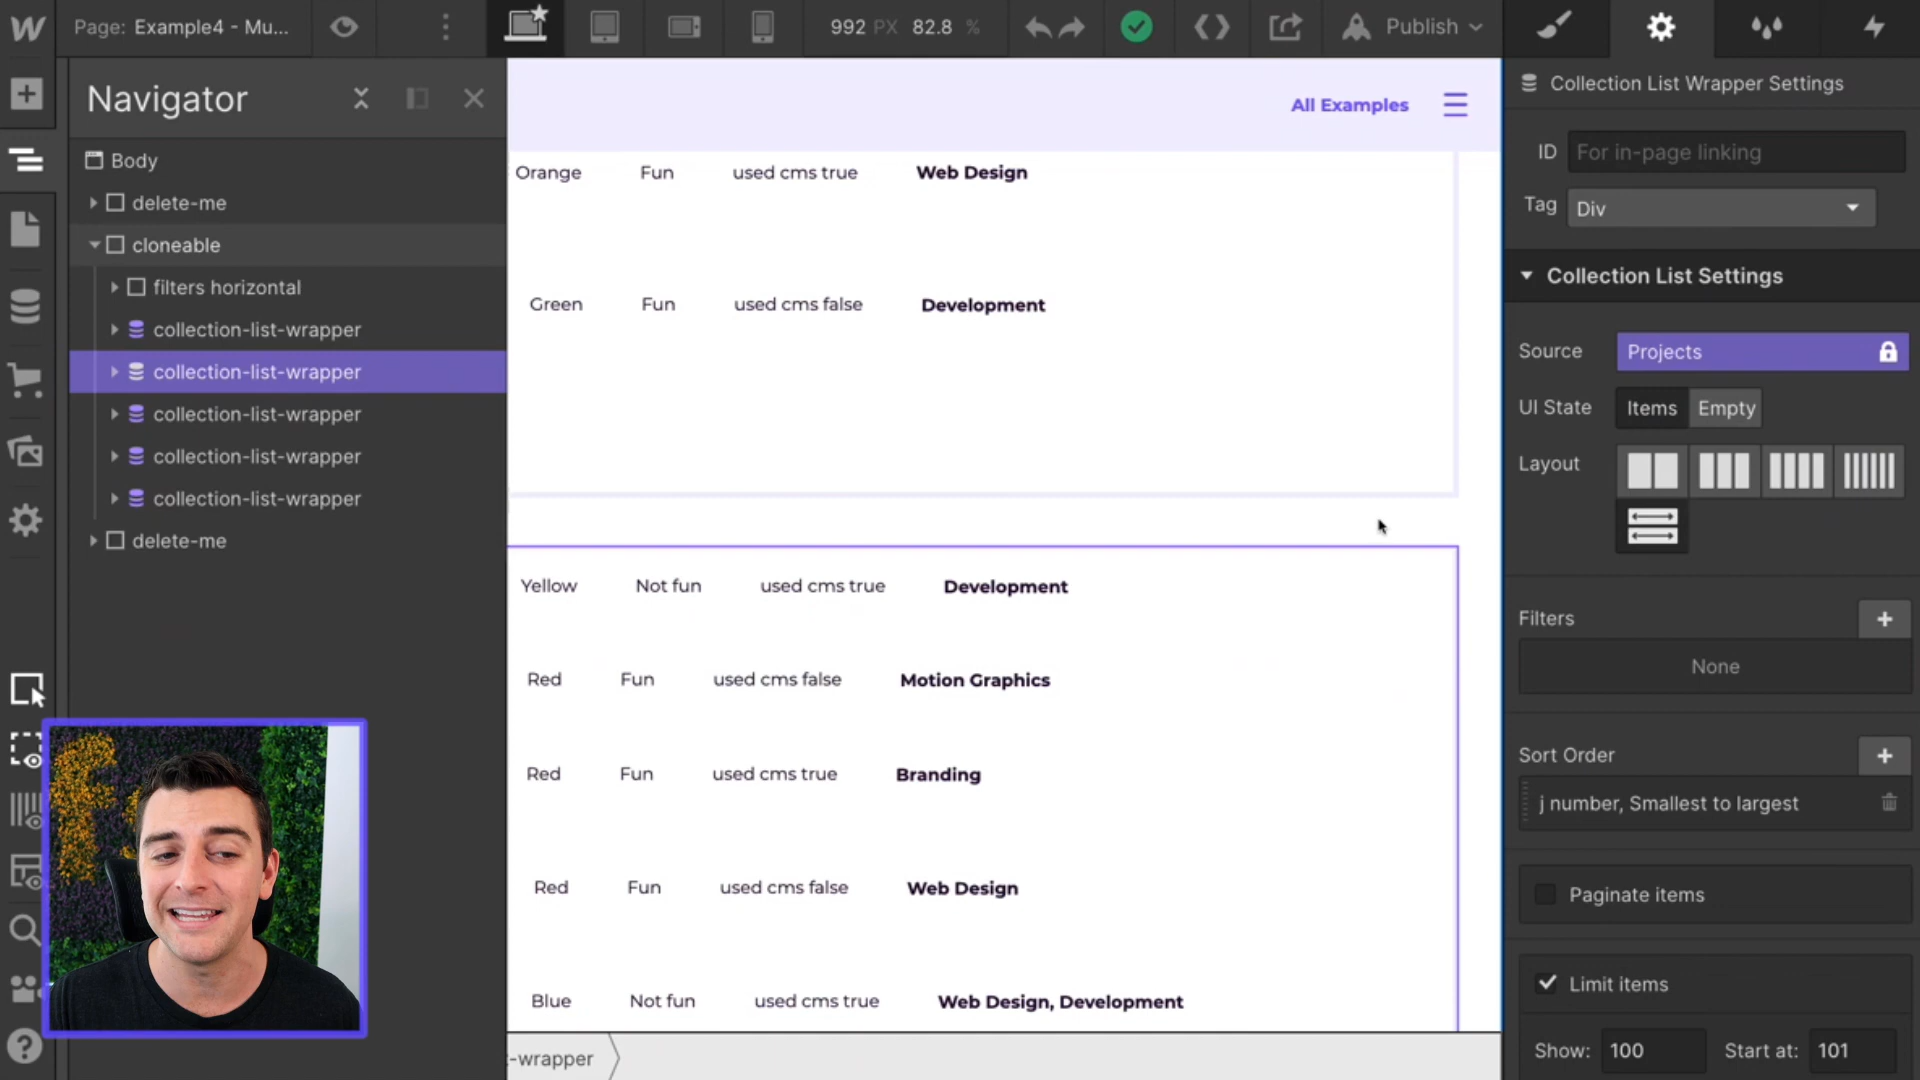 Page: Example4 - Mu...
992 PX 82.8 %
Publish
Navigator
Body
delete-me
cloneable
filters horizontal
collection-list-wrapper
collection-list-wrapper
collection-list-wrapper
collection-list-wrapper
collection-list-wrapper
delete-me
All Examples
Orange Fun used cms true Web Design
Green Fun used cms false Development
Yellow Not fun used cms true Development
Red Fun used cms false Motion Graphics
Red Fun used cms true Branding
Red Fun used cms false Web Design
Blue Not fun used cms true Web Design, Development
-wrapper
Collection List Wrapper Settings
ID For in-page linking
Tag Div
Collection List Settings
Source Projects
UI State Items Empty
Layout
Filters
None
Sort Order
j number, Smallest to largest
Paginate items
Limit items
Show: 100 Start at: 101